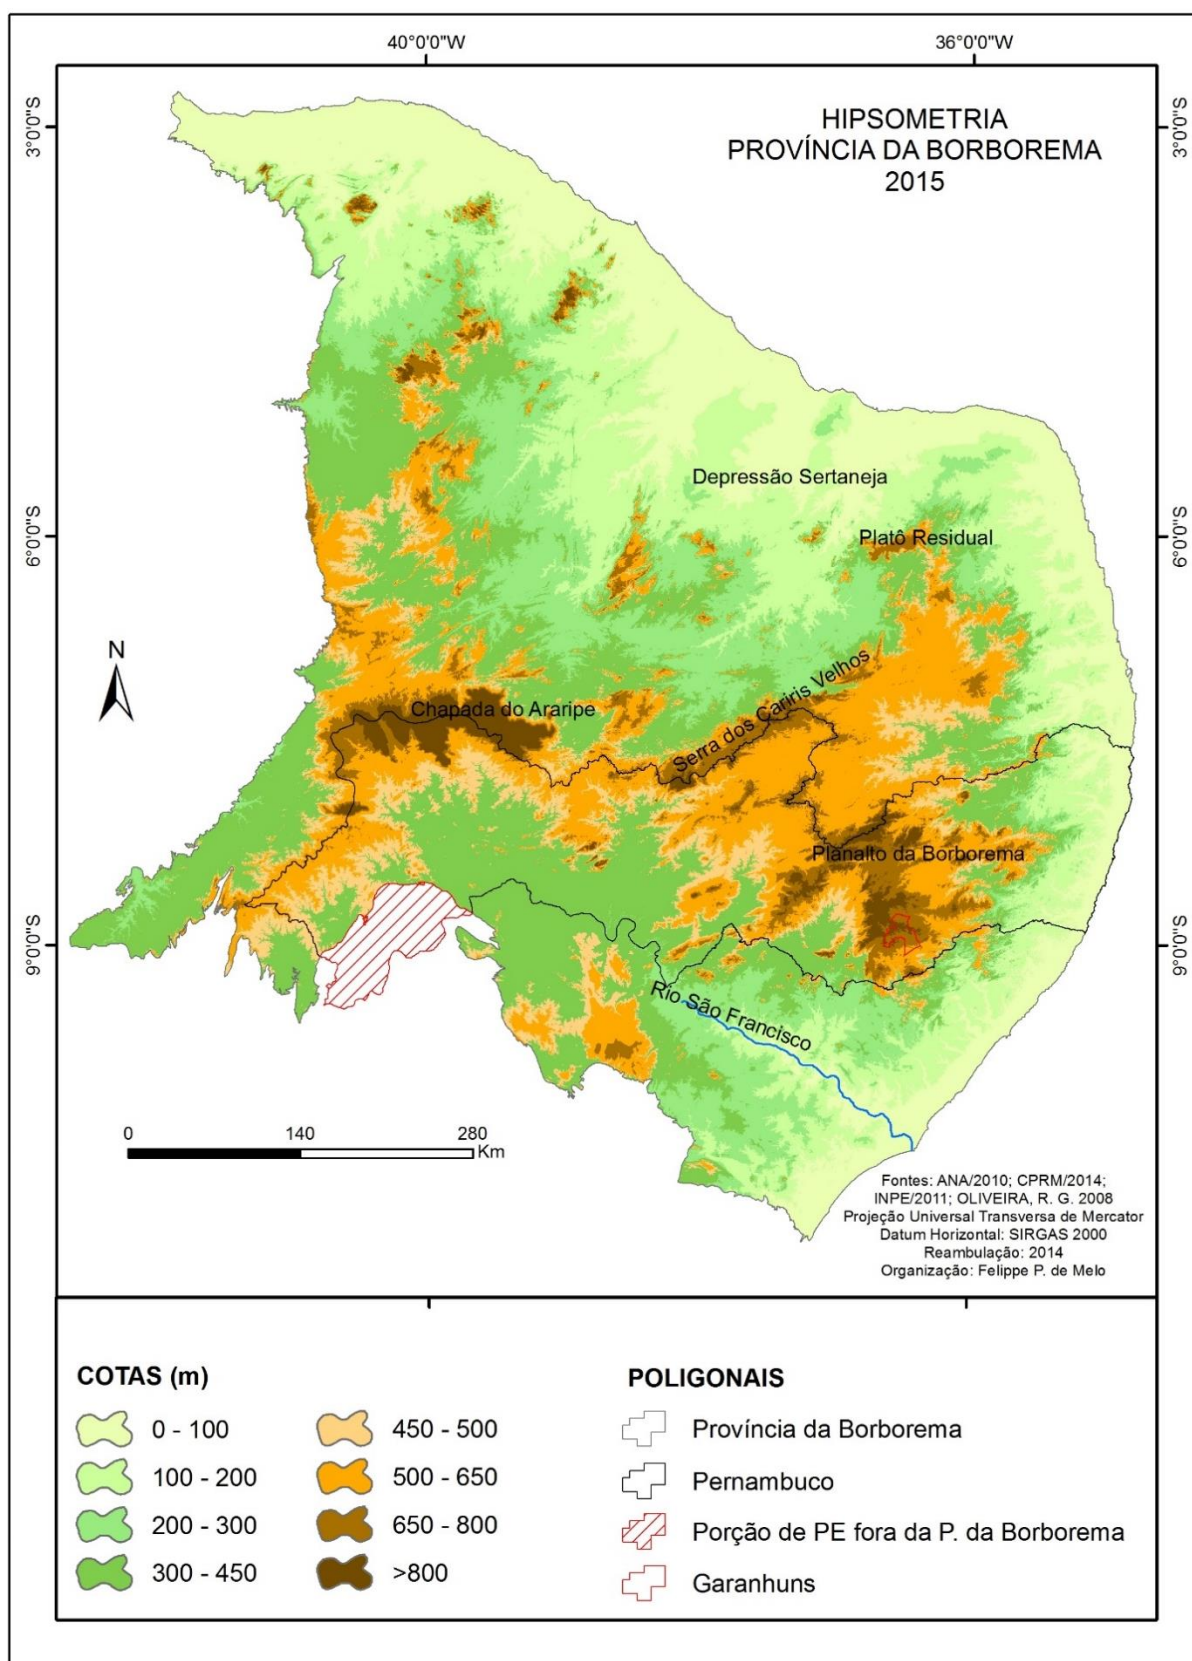 40°0'0"W
36°0'0"W
3°0'0"S
3°0'0"S
HIPSOMETRIA
PROVÍNCIA DA BORBOREMA
2015
Depressão Sertaneja
6°0'0"S
Platô Residual
6°0'0"S
N
Serra dos Cariris Velhos
Chapada do Araripe
Planalto da Borborema
9°0'0"S
9°0'0"S
Rio São Francisco
0 140 280
Km
Fontes: ANA/2010; CPRM/2014;
INPE/2011; OLIVEIRA, R. G. 2008
Projeção Universal Transversa de Mercator
Datum Horizontal: SIRGAS 2000
Reambulação: 2014
Organização: Felippe P. de Melo
COTAS (m)
0 - 100
100 - 200
200 - 300
300 - 450
450 - 500
500 - 650
650 - 800
>800
POLIGONAIS
Província da Borborema
Pernambuco
Porção de PE fora da P. da Borborema
Garanhuns